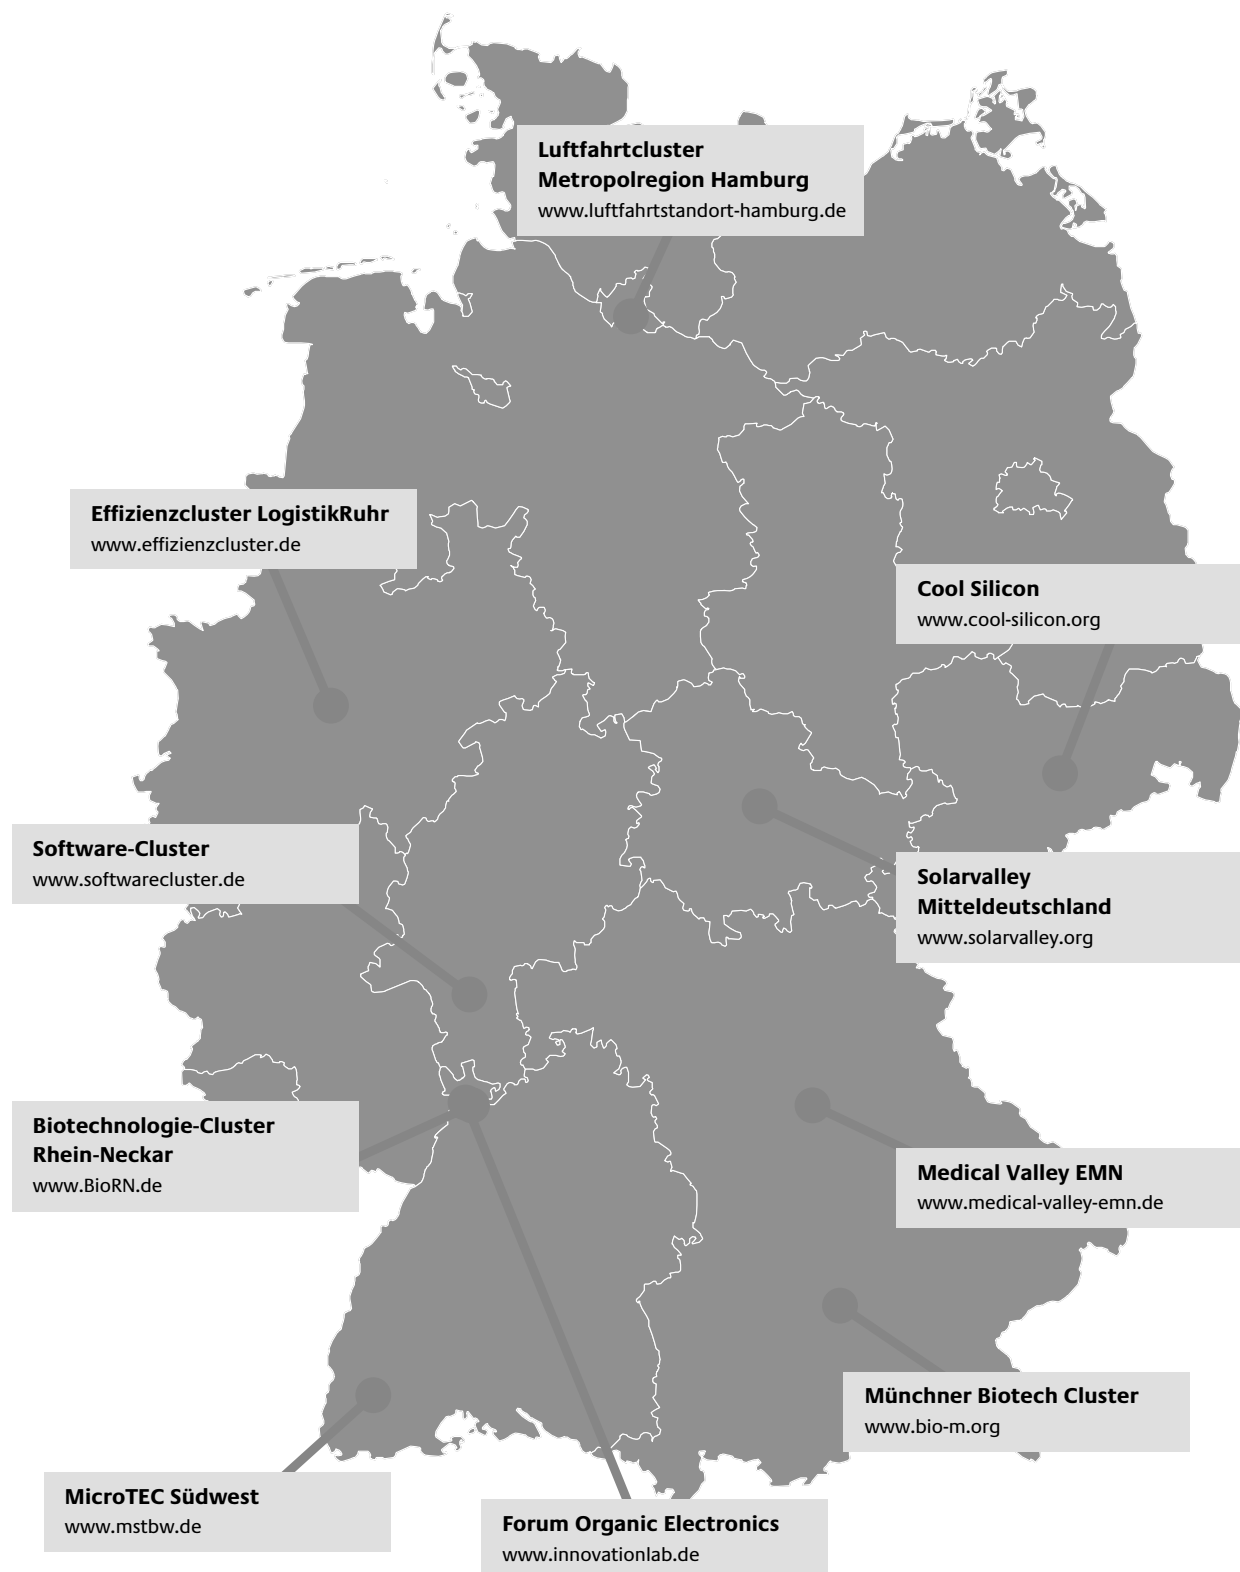 Luftfahrtcluster
Metropolregion Hamburg
www.luftfahrtstandort-hamburg.de
Effizienzcluster LogistikRuhr
www.effizienzcluster.de
Cool Silicon
www.cool-silicon.org
Software-Cluster
www.softwarecluster.de
Solarvalley
Mitteldeutschland
www.solarvalley.org
Biotechnologie-Cluster
Rhein-Neckar
www.BioRN.de
Medical Valley EMN
www.medical-valley-emn.de
Münchner Biotech Cluster
www.bio-m.org
MicroTEC Südwest
www.mstbw.de
Forum Organic Electronics
www.innovationlab.de